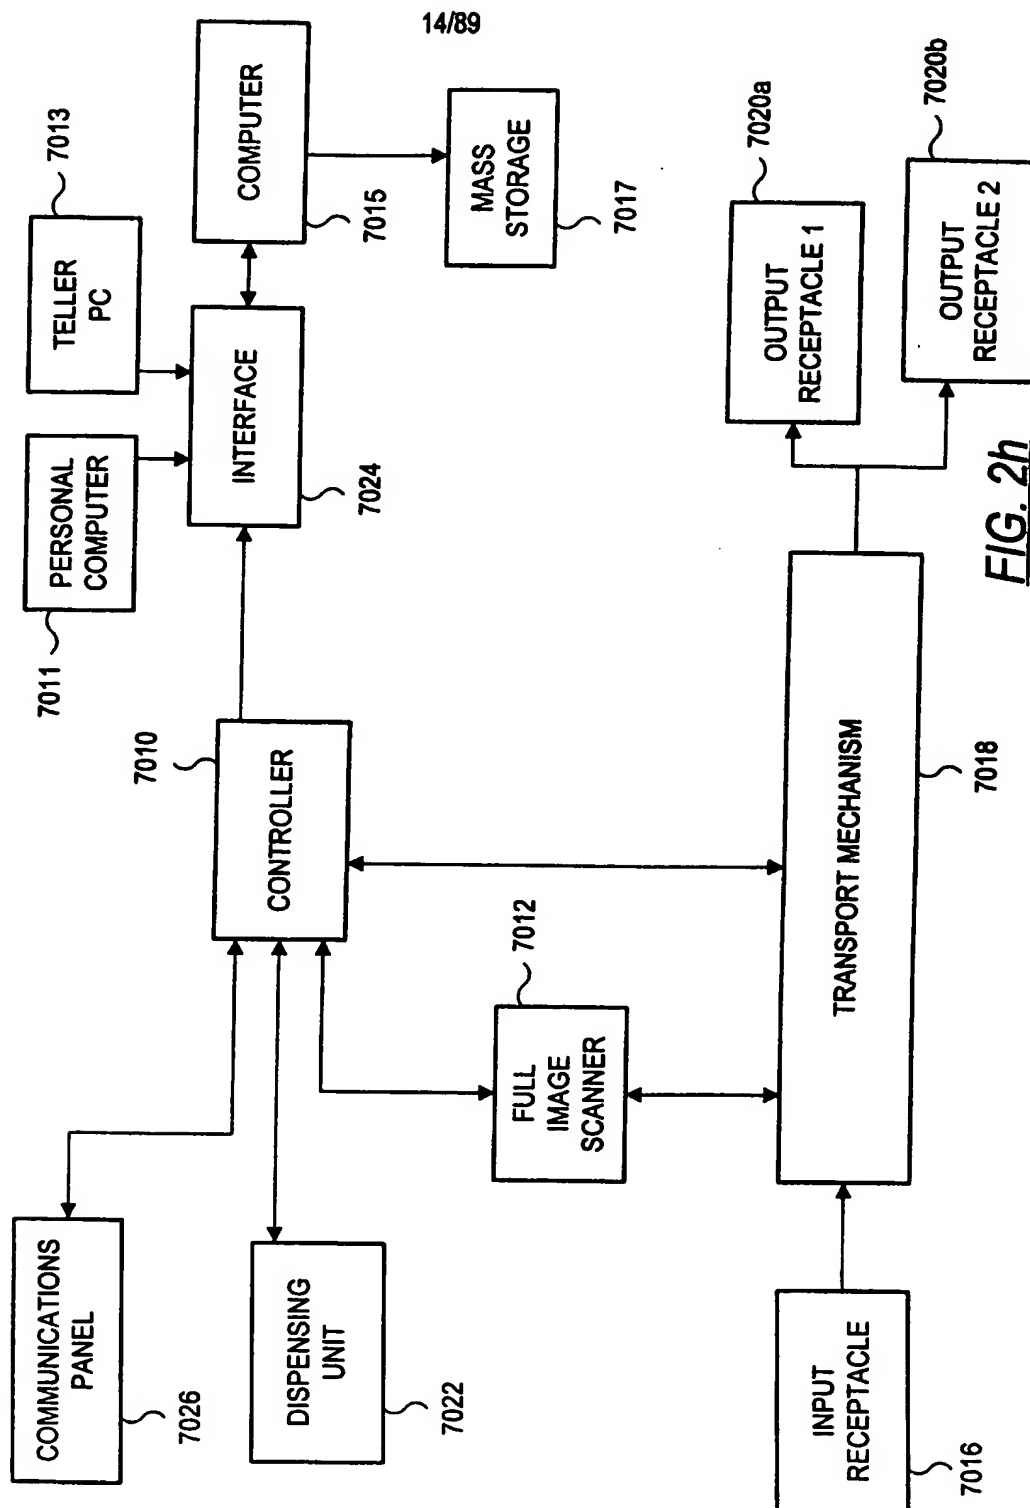 14/89
COMMUNICATIONS
PANEL
7026
DISPENSING
UNIT
7022
CONTROLLER
7010
PERSONAL
COMPUTER
7011
TELLER
PC
7013
INTERFACE
7024
COMPUTER
7015
MASS
STORAGE
7017
FULL
IMAGE
SCANNER
7012
INPUT
RECEPTACLE
7016
TRANSPORT MECHANISM
7018
OUTPUT
RECEPTACLE 1
7020a
OUTPUT
RECEPTACLE 2
7020b
FIG. 2h